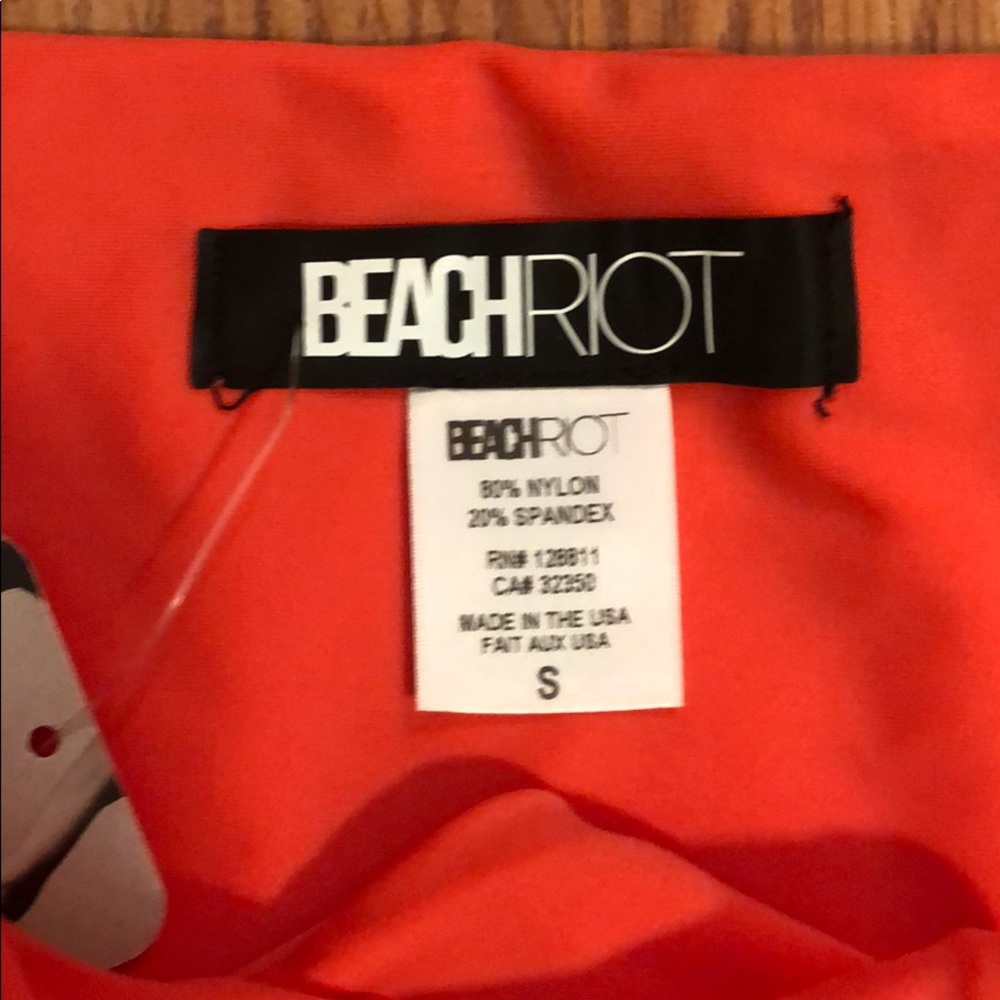 BEACHRIOT
BEACHRIOT
80% NYLON
20% SPANDEX
RN# 128811
CA# 32350
MADE IN THE USA
FAIT AUX USA
S